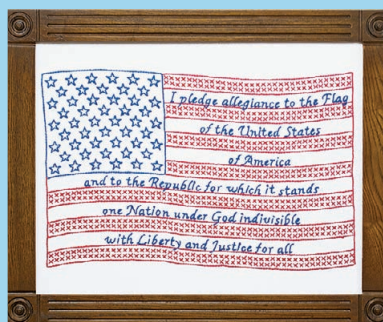 I pledge allegiance to the Flag
of the United States
of America
and to the Republic for which it stands
one Nation under God indivisible
with Liberty and Justice for all